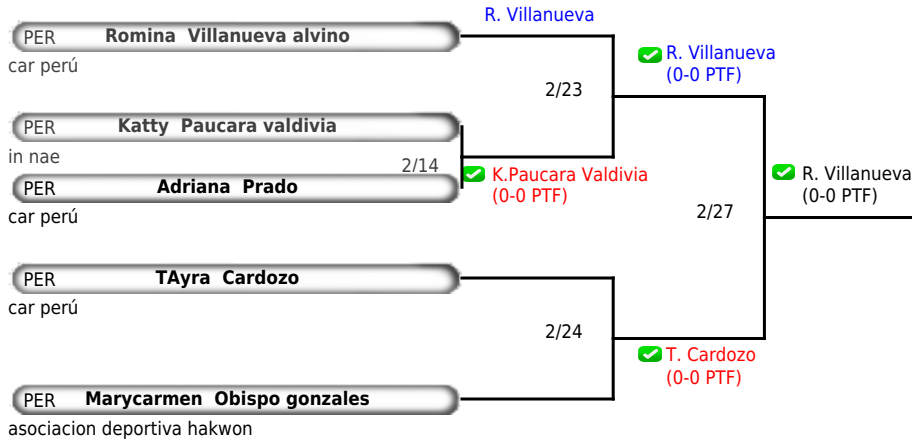 R. Villanueva
PER Romina Villanueva alvino
car perú
R. Villanueva
(0-0 PTF)
2/23
PER Katty Paucara valdivia
in nae
2/14
K.Paucara Valdivia
(0-0 PTF)
PER Adriana Prado
car perú
R. Villanueva
(0-0 PTF)
2/27
PER TAyra Cardozo
car perú
2/24
T. Cardozo
(0-0 PTF)
PER Marycarmen Obispo gonzales
asociacion deportiva hakwon